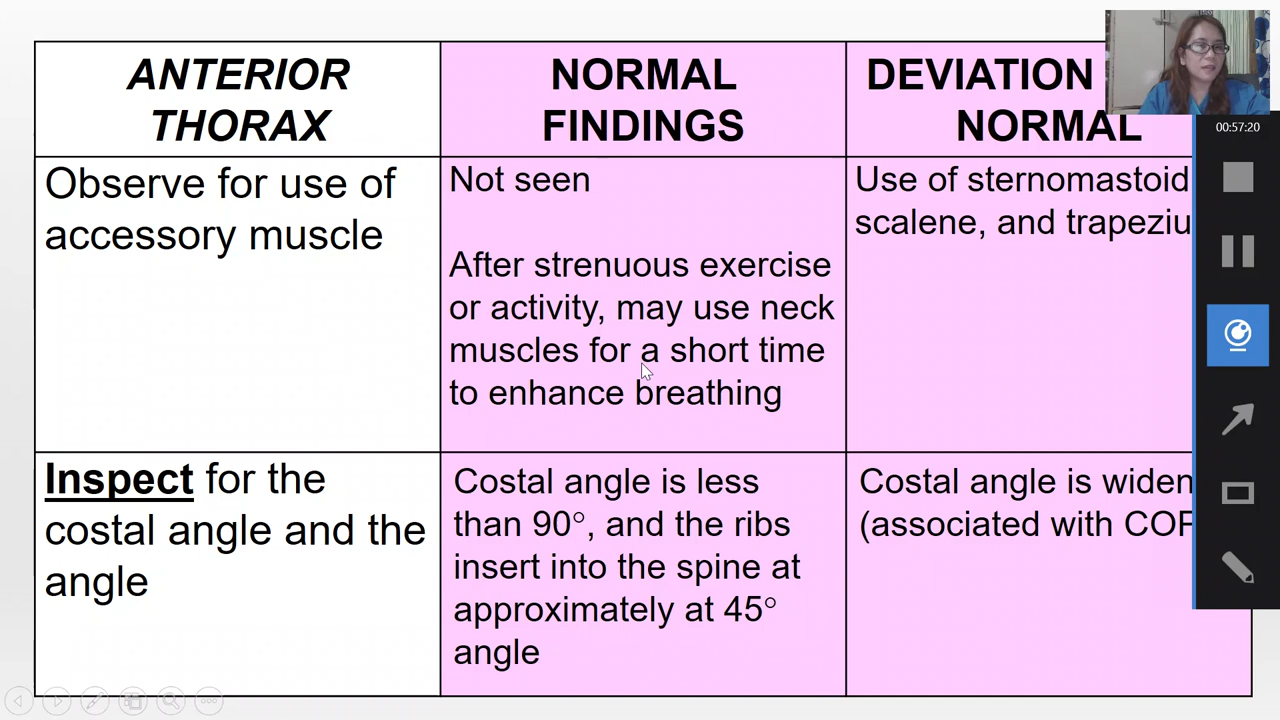 ANTERIOR
THORAX
NORMAL
FINDINGS
DEVIATION
NORMAL
00:57:20
Observe for use of
accessory muscle
Not seen
After strenuous exercise
or activity, may use neck
muscles for a short time
to enhance breathing
Use of sternomastoid
scalene, and
Inspect for the
costal angle and the
angle
Costal angle is less
than 90°, and the ribs
insert into the spine at
approximately at 45°
angle
Costal angle is
(associated with